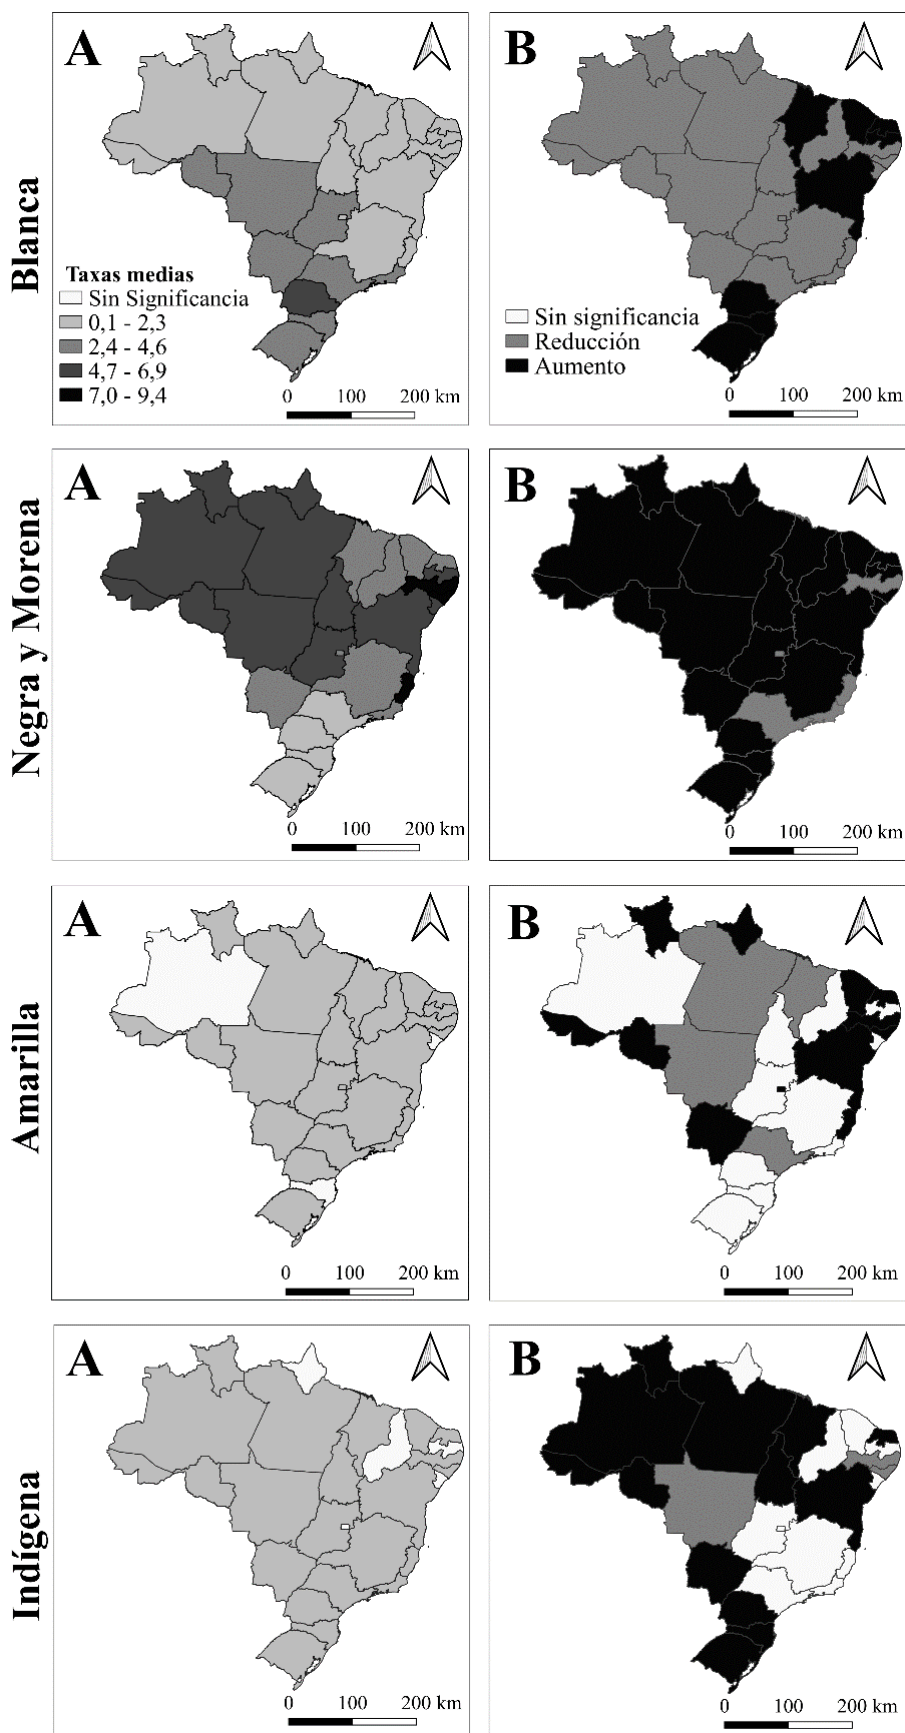 Blanca
A
Taxas medias
Sin Significancia
0,1 - 2,3
2,4 - 4,6
4,7 - 6,9
7,0 - 9,4
0 100 200 km
B
Sin significancia
Reducción
Aumento
0 100 200 km
Negra y Morena
A
0 100 200 km
B
0 100 200 km
Amarilla
A
0 100 200 km
B
0 100 200 km
Indígena
A
0 100 200 km
B
0 100 200 km